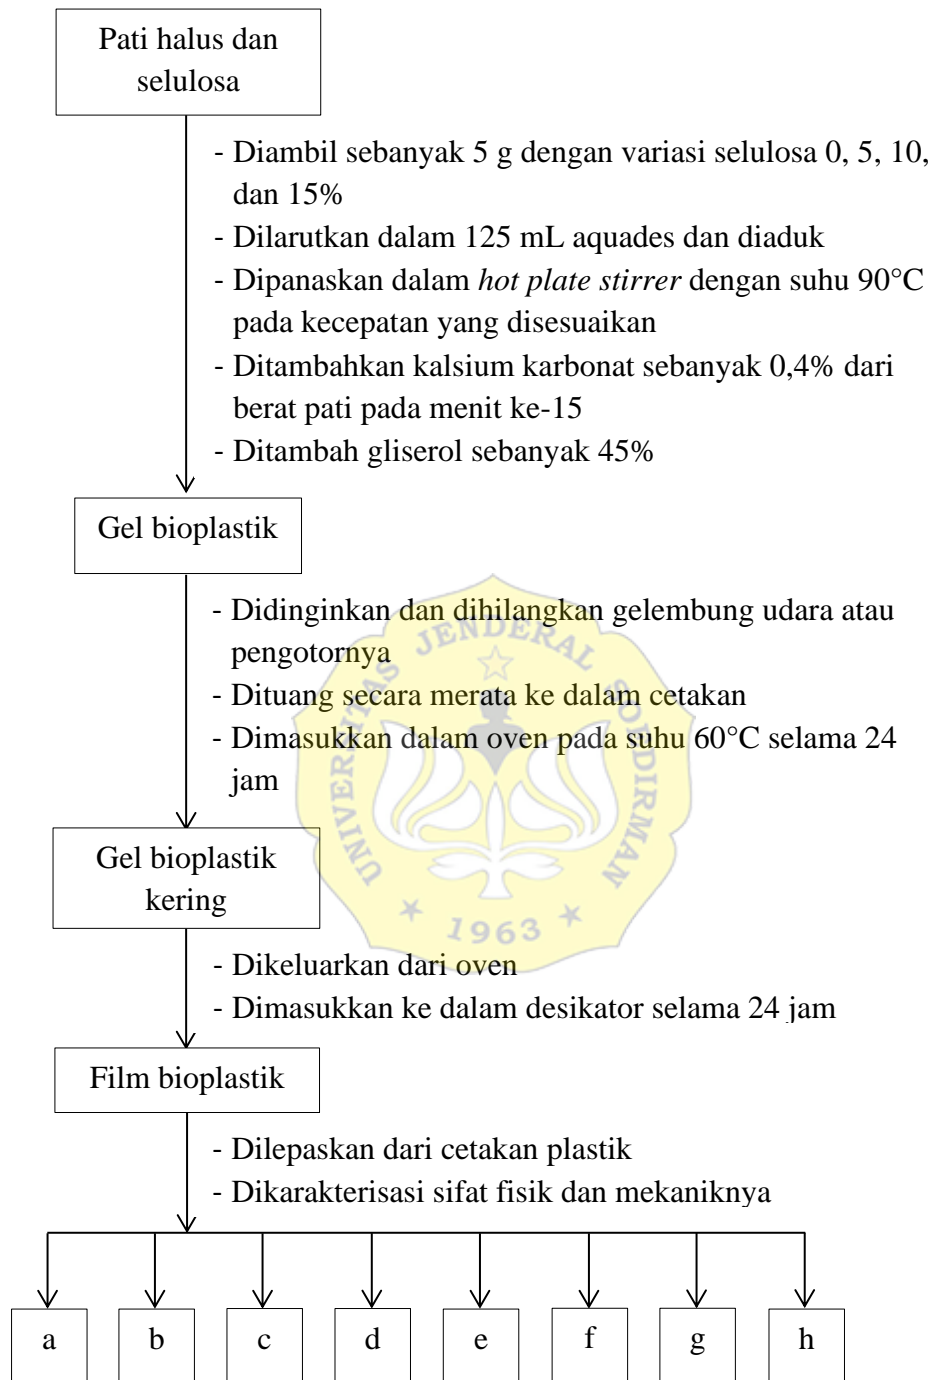 Pati halus dan
selulosa
- Diambil sebanyak 5 g dengan variasi selulosa 0, 5, 10,
dan 15%
- Dilarutkan dalam 125 mL aquades dan diaduk
- Dipanaskan dalam hot plate stirrer dengan suhu 90°C
pada kecepatan yang disesuaikan
- Ditambahkan kalsium karbonat sebanyak 0,4% dari
berat pati pada menit ke-15
- Ditambah gliserol sebanyak 45%
Gel bioplastik
- Didinginkan dan dihilangkan gelembung udara atau
pengotornya
- Dituang secara merata ke dalam cetakan
- Dimasukkan dalam oven pada suhu 60°C selama 24
jam
UNIVERSITAS JENDERAL SOEDIRMAN
1963
Gel bioplastik
kering
- Dikeluarkan dari oven
- Dimasukkan ke dalam desikator selama 24 jam
Film bioplastik
- Dilepaskan dari cetakan plastik
- Dikarakterisasi sifat fisik dan mekaniknya
a b c d e f g h